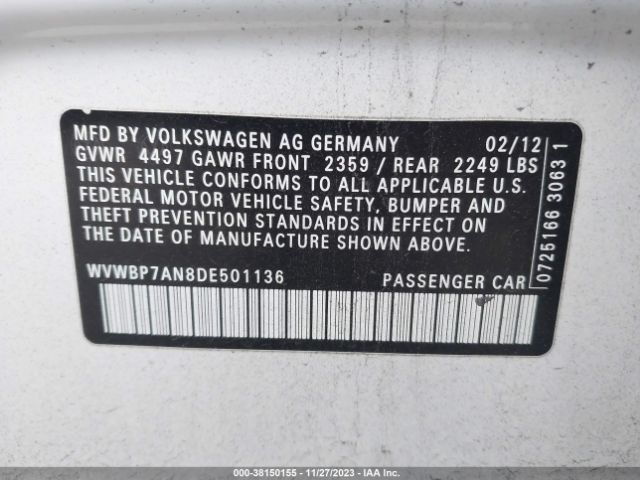 MFD BY VOLKSWAGEN AG GERMANY 02/12
GVWR 4497 GAWR FRONT 2359 / REAR 2249 LBS
THIS VEHICLE CONFORMS TO ALL APPLICABLE U.S.
FEDERAL MOTOR VEHICLE SAFETY, BUMPER AND
THEFT PREVENTION STANDARDS IN EFFECT ON
THE DATE OF MANUFACTURE SHOWN ABOVE.
WVWBP7AN8DE501136 PASSENGER CAR
0725166 3063 1
000-38150155 - 11/27/2023 - IAA Inc.